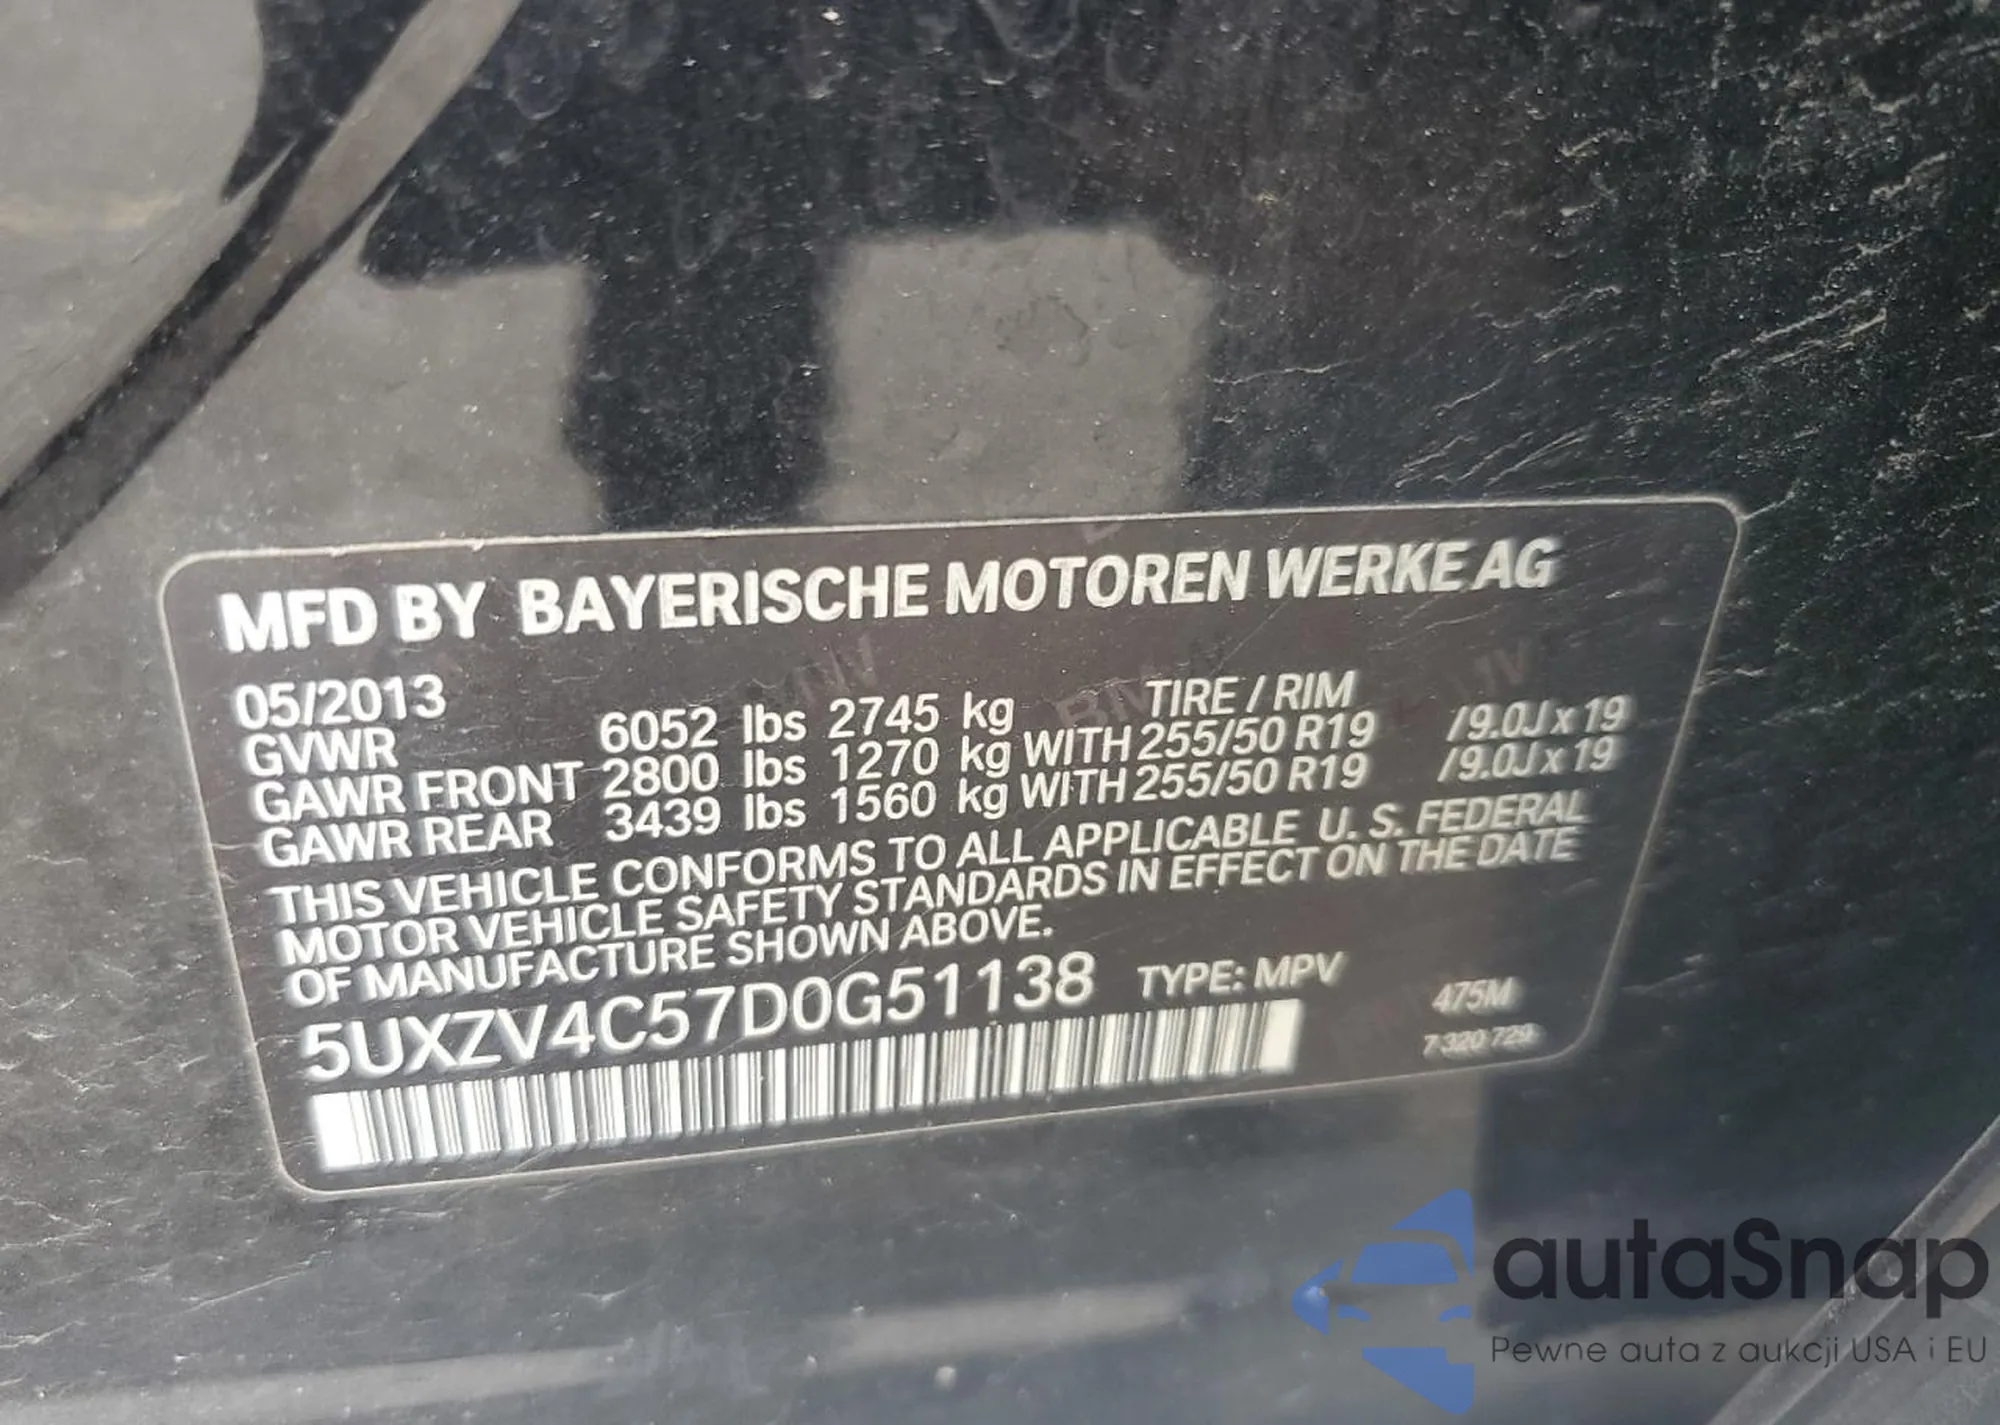 MFD BY BAYERISCHE MOTOREN WERKE AG
05/2013 TIRE / RIM
GVWR 6052 lbs 2745 kg
GAWR FRONT 2800 lbs 1270 kg WITH 255/50 R19 /9.0J x 19
GAWR REAR 3439 lbs 1560 kg WITH 255/50 R19 /9.0J x 19
THIS VEHICLE CONFORMS TO ALL APPLICABLE U. S. FEDERAL
MOTOR VEHICLE SAFETY STANDARDS IN EFFECT ON THE DATE
OF MANUFACTURE SHOWN ABOVE.
5UXZV4C57D0G51138 TYPE: MPV
475M
7 320 729
autaSnap
Pewne auta z aukcji USA i EU